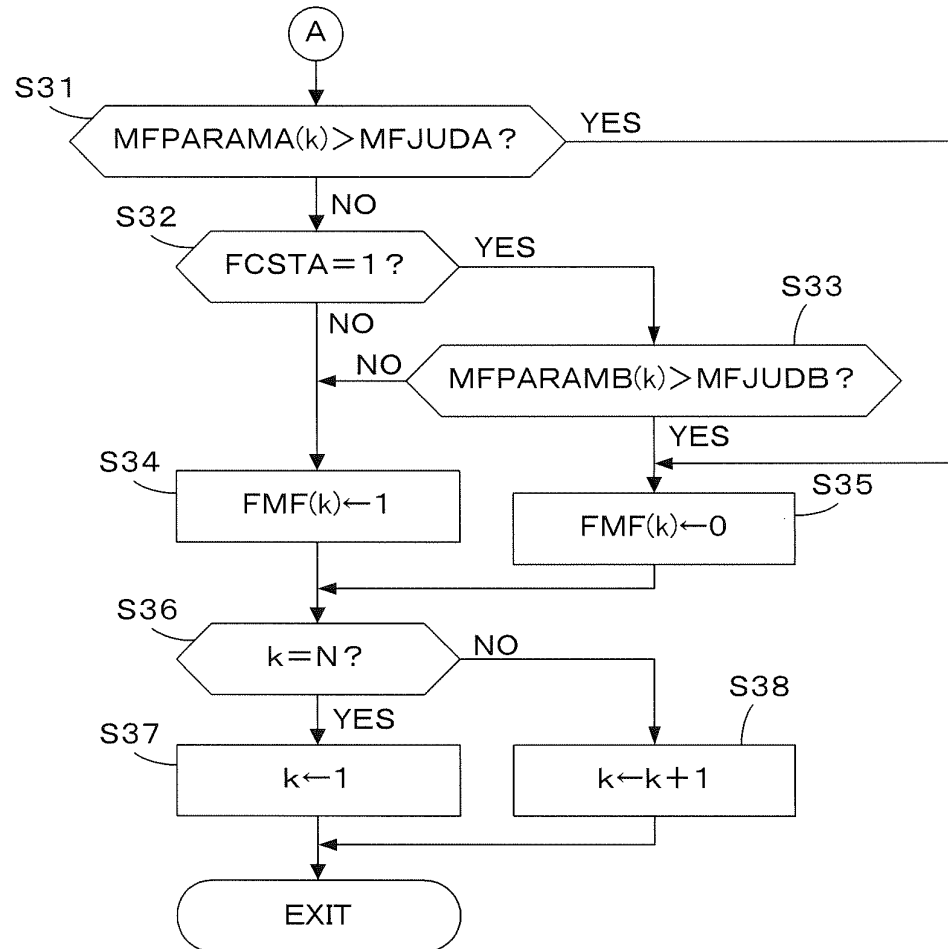 A
S31
MFPARAMA(k)>MFJUDA?
YES
NO
S32
FCSTA=1?
YES
NO
S33
NO
MFPARAMB(k)>MFJUDB?
YES
S34
FMF(k)←1
S35
FMF(k)←0
S36
k=N?
NO
YES
S37
k←1
S38
k←k+1
EXIT